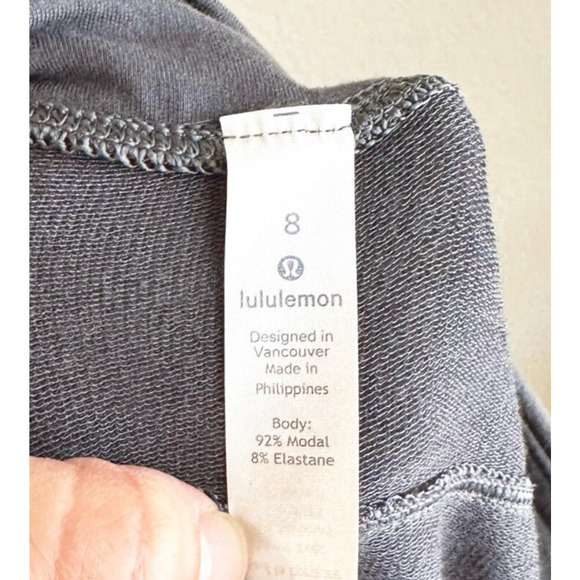 8
lululemon
Designed in
Vancouver
Made in
Philippines
Body:
92% Modal
8% Elastane